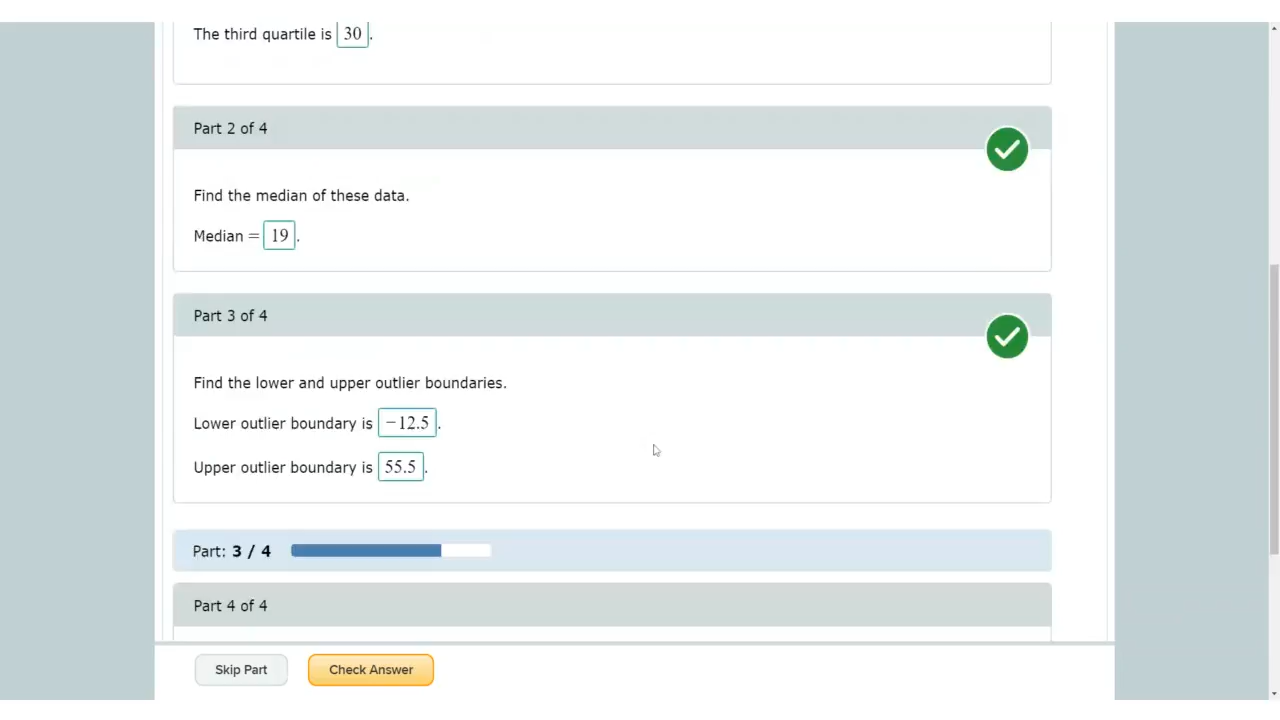 The third quartile is 30.
Part 2 of 4
Find the median of these data.
Median = 19.
Part 3 of 4
Find the lower and upper outlier boundaries.
Lower outlier boundary is −12.5.
Upper outlier boundary is 55.5.
Part: 3 / 4
Part 4 of 4
Skip Part Check Answer